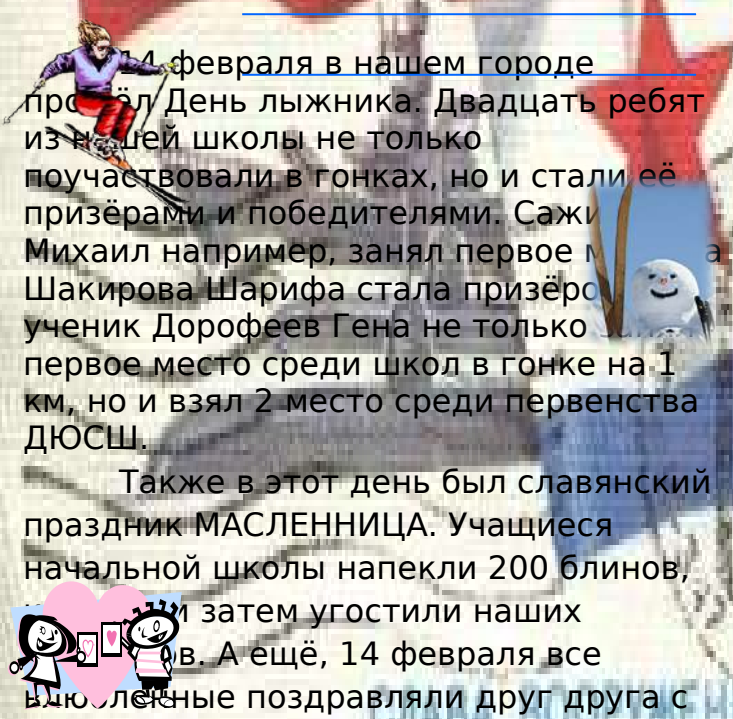 14 февраля в нашем городе
прошёл День лыжника. Двадцать ребят
из нашей школы не только
поучаствовали в гонках, но и стали её
призёрами и победителями.
Михаил например, занял первое а
Шакирова Шарифа стала
ученик Дорофеев Гена не только
первое место среди школ в гонке на 1
км, но и взял 2 место среди первенства
ДЮСШ.
Также в этот день был славянский
праздник МАСЛЕННИЦА. Учащиеся
начальной школы напекли 200 блинов,
затем угостили наших
А ещё, 14 февраля все
влюбленные поздравляли друг друга с